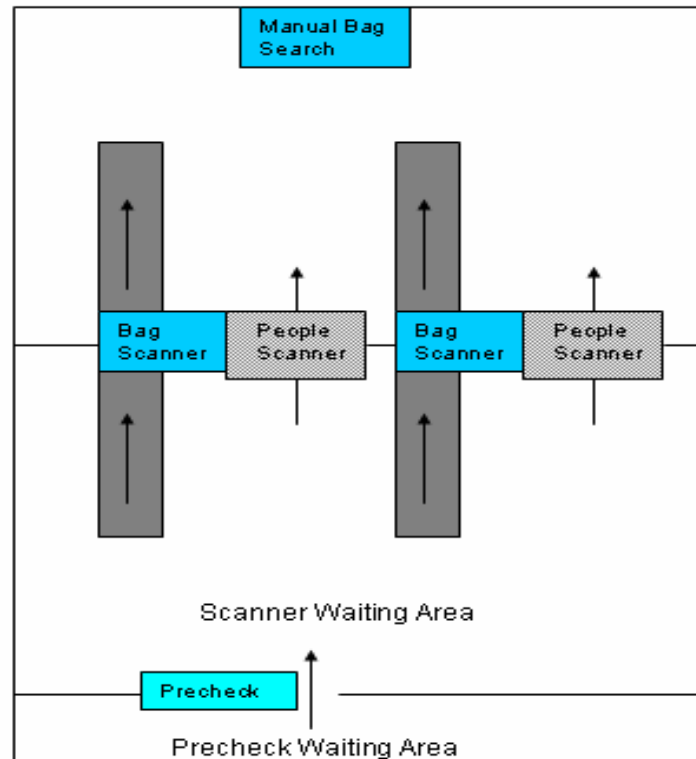 Manual Bag
Search
Bag
Scanner
People
Scanner
Bag
Scanner
People
Scanner
Scanner Waiting Area
Precheck
Precheck Waiting Area